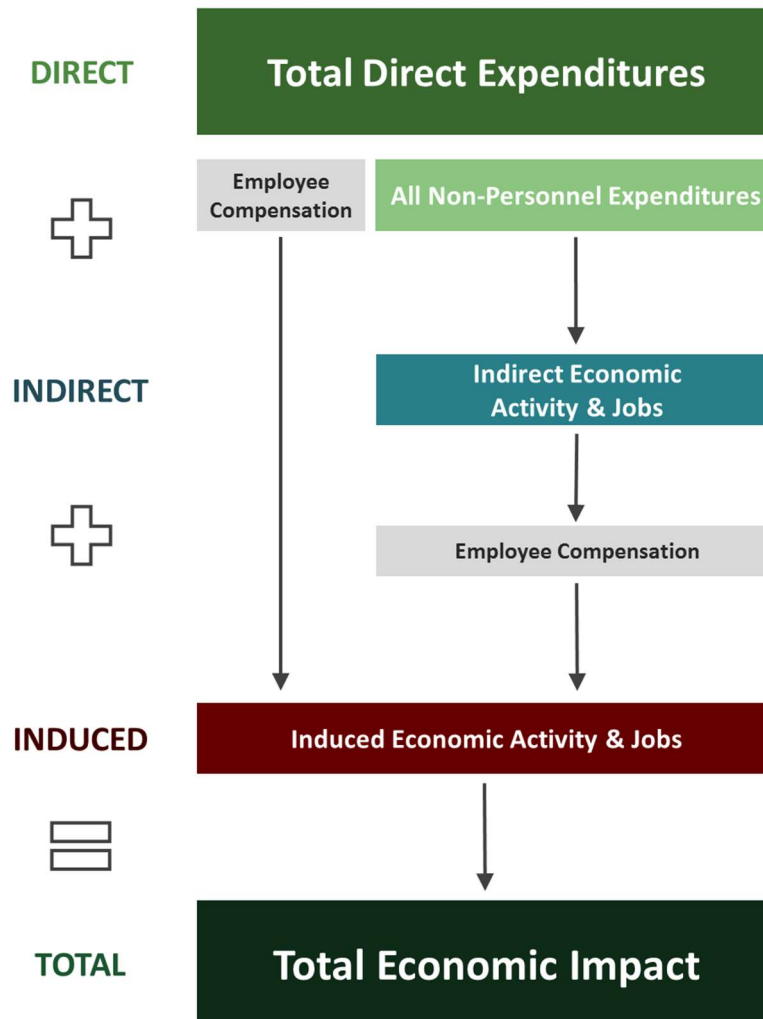 DIRECT
Total Direct Expenditures
Employee
Compensation
All Non-Personnel Expenditures
INDIRECT
Indirect Economic
Activity & Jobs
Employee Compensation
INDUCED
Induced Economic Activity & Jobs
TOTAL
Total Economic Impact